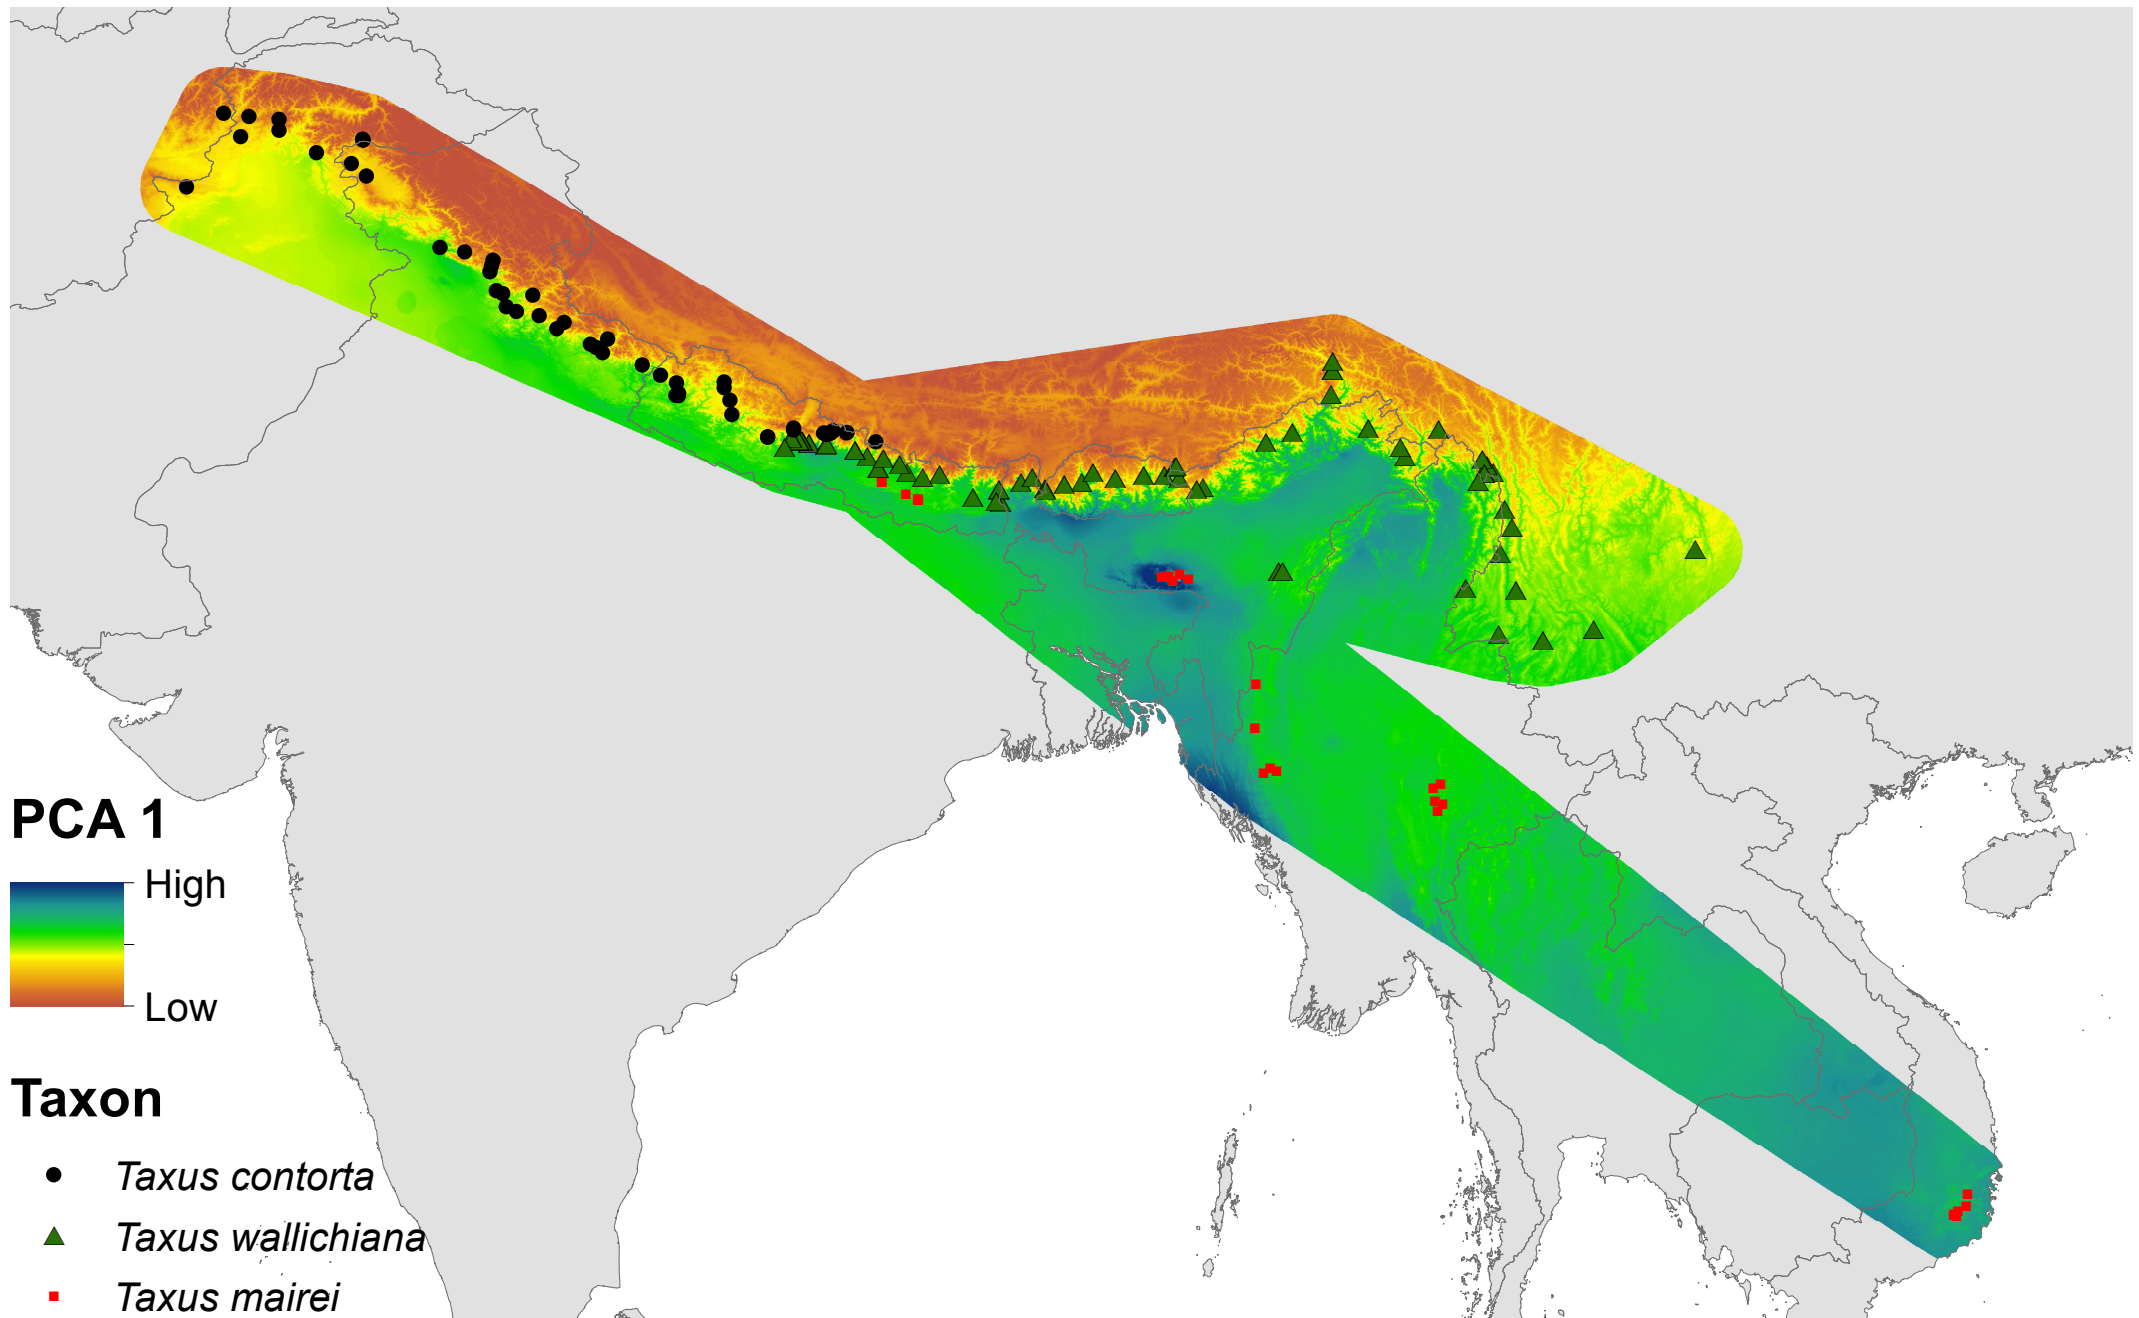 PCA 1
High
Low
Taxon
Taxus contorta
Taxus wallichiana
Taxus mairei